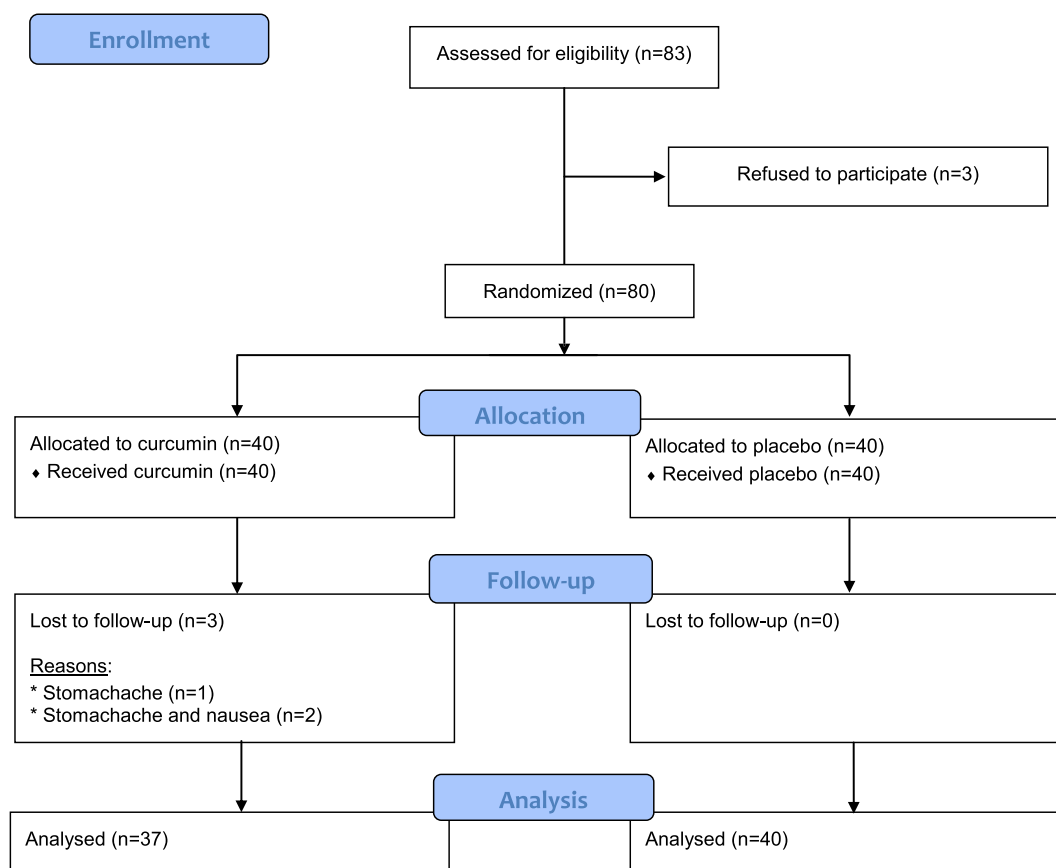 Enrollment
Assessed for eligibility (n=83)
Refused to participate (n=3)
Randomized (n=80)
Allocation
Allocated to curcumin (n=40)
♦ Received curcumin (n=40)
Allocated to placebo (n=40)
♦ Received placebo (n=40)
Follow-up
Lost to follow-up (n=3)
Reasons:
* Stomachache (n=1)
* Stomachache and nausea (n=2)
Lost to follow-up (n=0)
Analysis
Analysed (n=37)
Analysed (n=40)